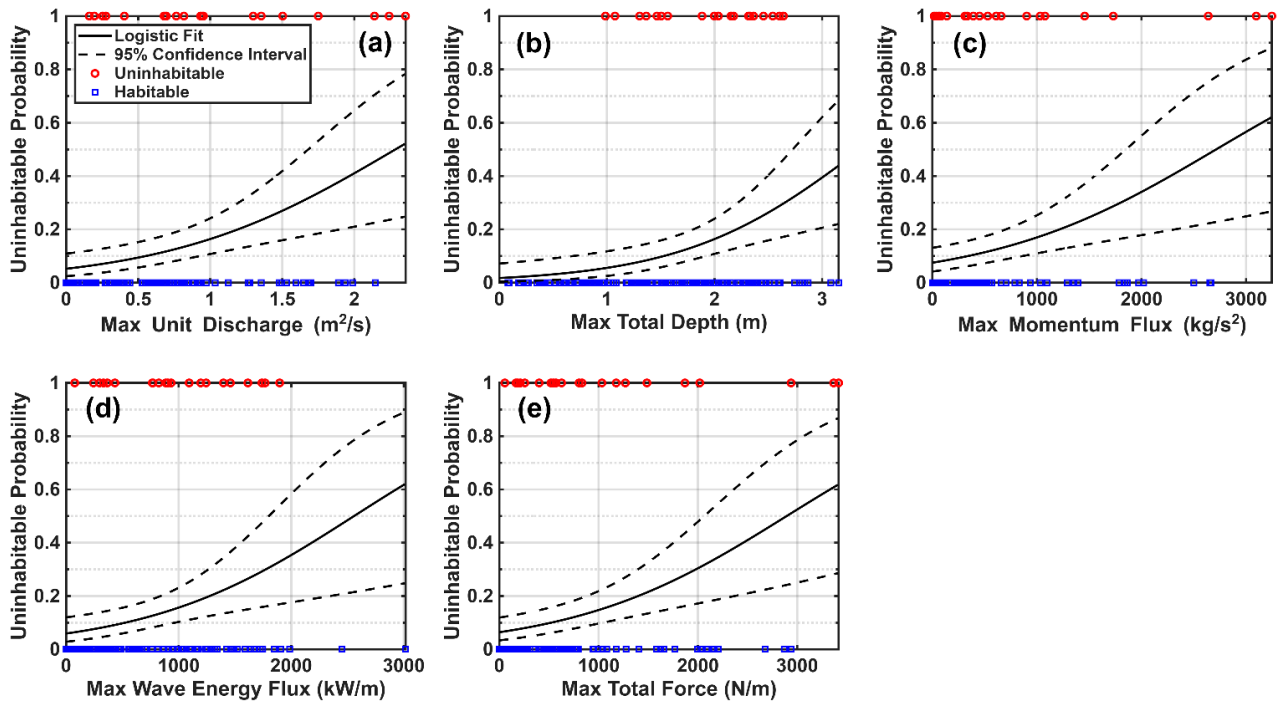 Logistic Fit
95% Confidence Interval
Uninhabitable
Habitable
(a)
Uninhabitable Probability
1
0.8
0.6
0.4
0.2
0
0 0.5 1 1.5 2
Max Unit Discharge (m²/s)
(b)
Uninhabitable Probability
1
0.8
0.6
0.4
0.2
0
0 1 2 3
Max Total Depth (m)
(c)
Uninhabitable Probability
1
0.8
0.6
0.4
0.2
0
0 1000 2000 3000
Max Momentum Flux (kg/s²)
(d)
Uninhabitable Probability
1
0.8
0.6
0.4
0.2
0
0 1000 2000 3000
Max Wave Energy Flux (kW/m)
(e)
Uninhabitable Probability
1
0.8
0.6
0.4
0.2
0
0 1000 2000 3000
Max Total Force (N/m)